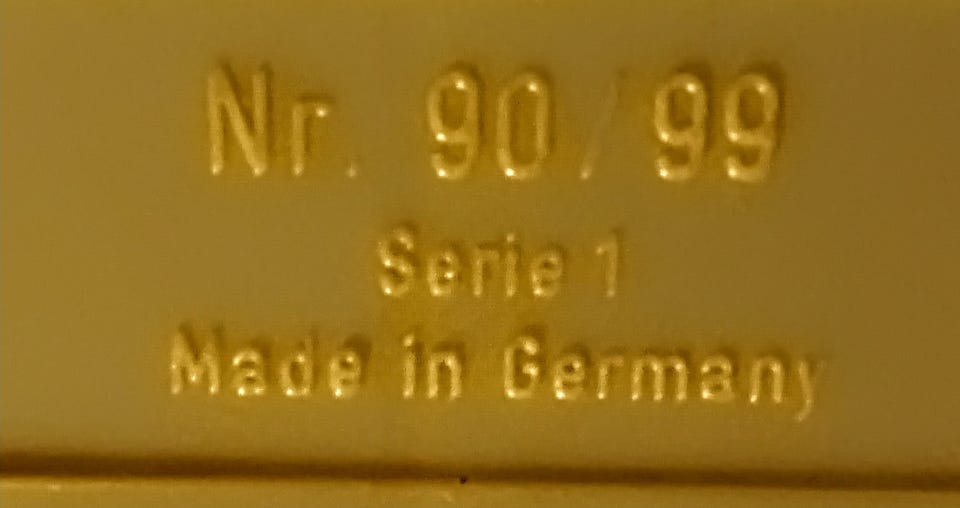 Nr. 90/99
Serie 1
Made in Germany